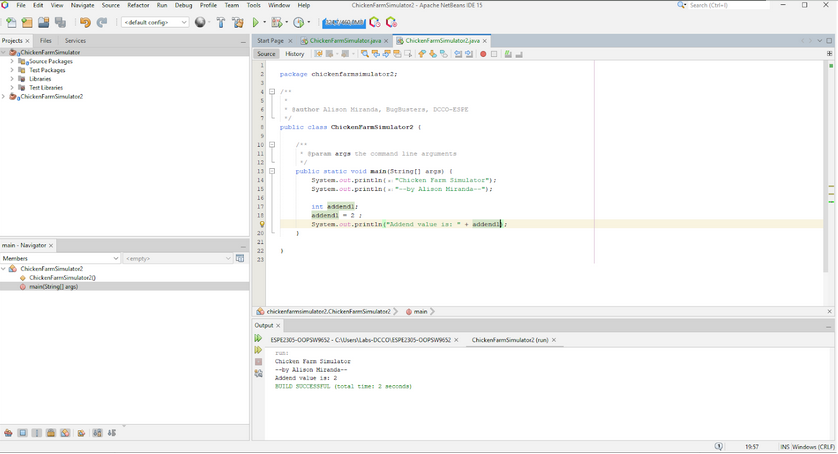 File Edit View Navigate Source Refactor Run Debug Profile Team Tools Window Help
ChickenFarmSimulator2 - Apache NetBeans IDE 15
Search (Ctrl+I)
<default config>
Projects Files Services
ChickenFarmSimulator
Source Packages
Test Packages
Libraries
Test Libraries
ChickenFarmSimulator2
main - Navigator
Members <empty>
ChickenFarmSimulator2
ChickenFarmSimulator2()
main(String[] args)
Start Page ChickenFarmSimulator.java ChickenFarmSimulator2.java
Source History
1
2 package chickenfarmsimulator2;
3
4 /**
5 *
6 * @author Alison Miranda, BugBusters, DCCO-ESPE
7 */
8 public class ChickenFarmSimulator2 {
9
10 /**
11 * @param args the command line arguments
12 */
13 public static void main(String[] args) {
14 System.out.println("Chicken Farm Simulator");
15 System.out.println("--by Alison Miranda--");
16
17 int addend1;
18 addend1 = 2 ;
System.out.println("Addend value is: " + addend1);
20 }
21
22 }
23
chickenfarmsimulator2.ChickenFarmSimulator2 main
Output
ESPE2305-OOPSW9652 - C:\Users\Labs-DCCO\ESPE2305-OOPSW9652 ChickenFarmSimulator2 (run)
run:
Chicken Farm Simulator
--by Alison Miranda--
Addend value is: 2
BUILD SUCCESSFUL (total time: 2 seconds)
19:57 INS Windows (CRLF)